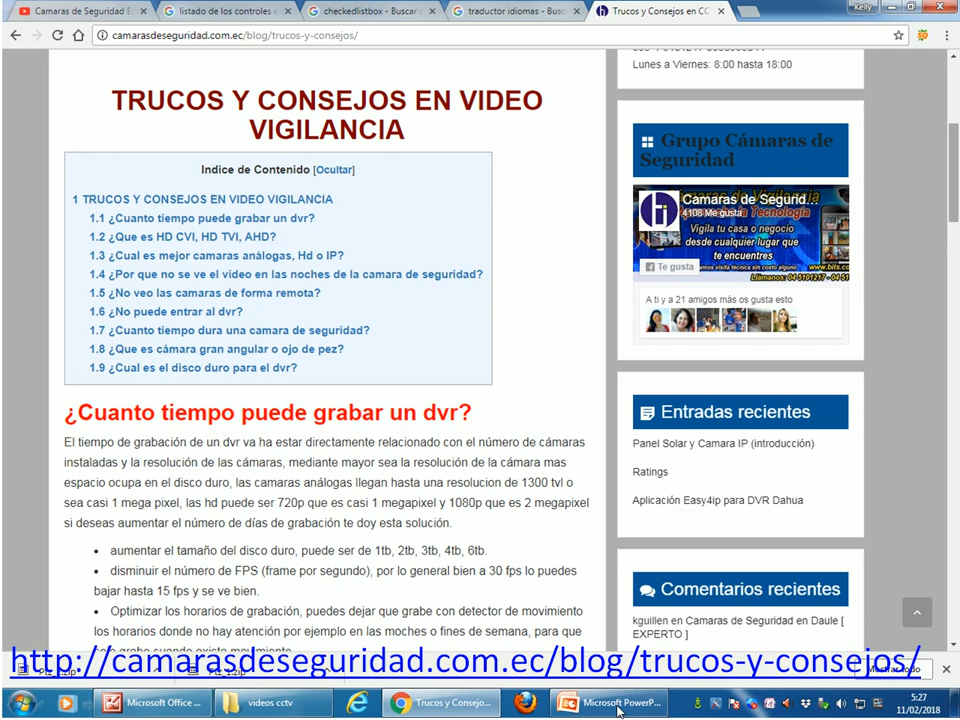 Camaras de Seguridad E
listado de los controles e
checkedlistbox - Buscar c
traductor idiomas - Busc
Trucos y Consejos en CC
Kelly
camarasdeseguridad.com.ec/blog/trucos-y-consejos/
Lunes a Viernes: 8:00 hasta 18:00
TRUCOS Y CONSEJOS EN VIDEO
VIGILANCIA
Indice de Contenido [Ocultar]
1 TRUCOS Y CONSEJOS EN VIDEO VIGILANCIA
1.1 ¿Cuanto tiempo puede grabar un dvr?
1.2 ¿Que es HD CVI, HD TVI, AHD?
1.3 ¿Cual es mejor camaras análogas, Hd o IP?
1.4 ¿Por que no se ve el video en las noches de la camara de seguridad?
1.5 ¿No veo las camaras de forma remota?
1.6 ¿No puede entrar al dvr?
1.7 ¿Cuanto tiempo dura una camara de seguridad?
1.8 ¿Que es cámara gran angular o ojo de pez?
1.9 ¿Cual es el disco duro para el dvr?
¿Cuanto tiempo puede grabar un dvr?
El tiempo de grabación de un dvr va ha estar directamente relacionado con el número de cámaras
instaladas y la resolución de las cámaras, mediante mayor sea la resolución de la cámara mas
espacio ocupa en el disco duro, las camaras análogas llegan hasta una resolucion de 1300 tvl o
sea casi 1 mega pixel, las hd puede ser 720p que es casi 1 megapixel y 1080p que es 2 megapixel
si deseas aumentar el número de días de grabación te doy esta solución.
• aumentar el tamaño del disco duro, puede ser de 1tb, 2tb, 3tb, 4tb, 6tb.
• disminuir el número de FPS (frame por segundo), por lo general bien a 30 fps lo puedes
bajar hasta 15 fps y se ve bien.
• Optimizar los horarios de grabación, puedes dejar que grabe con detector de movimiento
los horarios donde no hay atención por ejemplo en las moches o fines de semana, para que
Grupo Cámaras de
Seguridad
Camaras de Segurid...
4108 Me gusta
Vigila tu casa o negocio
desde cualquier lugar que
te encuentres
Te gusta
Llámanos: 04 5101217 - 04 51
A ti y a 21 amigos más os gusta esto
Entradas recientes
Panel Solar y Camara IP (introducción)
Ratings
Aplicación Easy4ip para DVR Dahua
Comentarios recientes
kguillen en Camaras de Seguridad en Daule [
EXPERTO ]
http://camarasdeseguridad.com.ec/blog/trucos-y-consejos/
Microsoft Office ...
videos cctv
Trucos y Consejo...
Microsoft PowerP...
5:27
11/02/2018